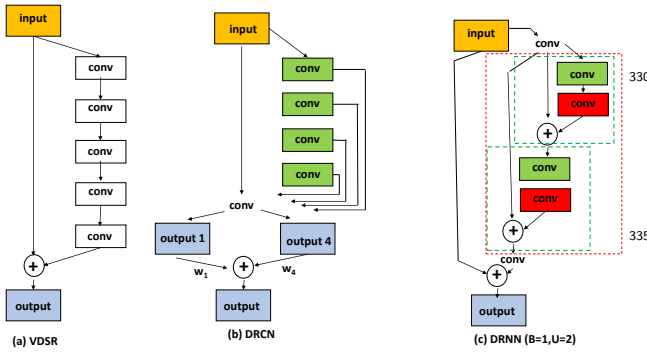 input
conv
conv
conv
conv
conv
+
output
(a) VDSR
input
conv
conv
conv
conv
conv
output 1
output 4
w1
+
w4
output
(b) DRCN
input
conv
conv
conv
330
+
conv
conv
+
335
conv
+
output
(c) DRNN (B=1,U=2)